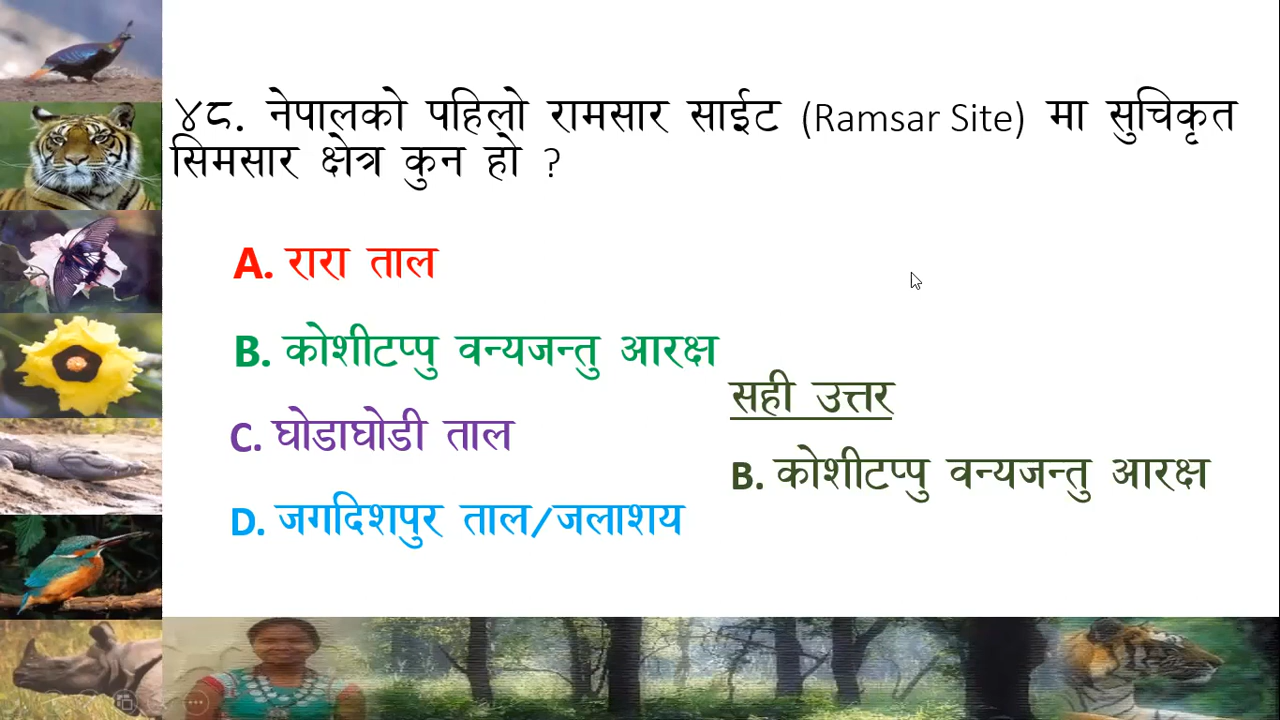 ४८. नेपालको पहिलो रामसार साईट (Ramsar Site) मा सुचिकृत
सिमसार क्षेत्र कुन हो ?
A. रारा ताल
B. कोशीटप्पु वन्यजन्तु आरक्ष
C. घोडाघोडी ताल
D. जगदिशपुर ताल/जलाशय
सही उत्तर
B. कोशीटप्पु वन्यजन्तु आरक्ष